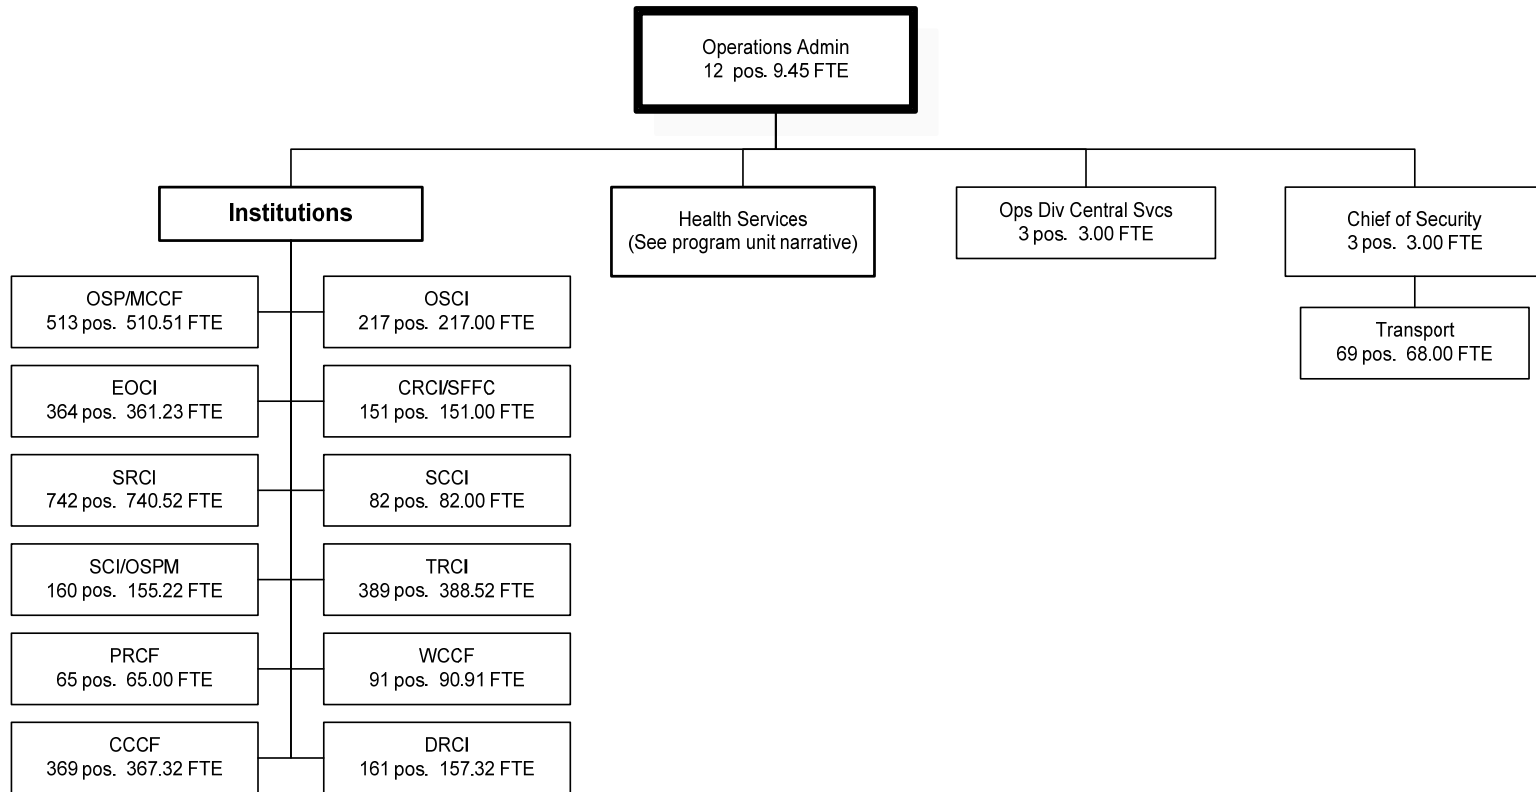 Operations Admin
12 pos. 9.45 FTE
Institutions
Health Services
(See program unit narrative)
Ops Div Central Svcs
3 pos. 3.00 FTE
Chief of Security
3 pos. 3.00 FTE
Transport
69 pos. 68.00 FTE
OSP/MCCF
513 pos. 510.51 FTE
OSCI
217 pos. 217.00 FTE
EOCI
364 pos. 361.23 FTE
CRCI/SFFC
151 pos. 151.00 FTE
SRCI
742 pos. 740.52 FTE
SCCI
82 pos. 82.00 FTE
SCI/OSPM
160 pos. 155.22 FTE
TRCI
389 pos. 388.52 FTE
PRCF
65 pos. 65.00 FTE
WCCF
91 pos. 90.91 FTE
CCCF
369 pos. 367.32 FTE
DRCI
161 pos. 157.32 FTE